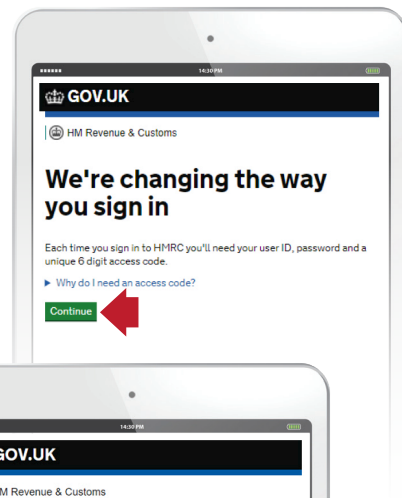 14:30 PM
GOV.UK
HM Revenue & Customs
We're changing the way
you sign in
Each time you sign in to HMRC you'll need your user ID, password and a
unique 6 digit access code.
Why do I need an access code?
Continue
14:30 PM
GOV.UK
M Revenue & Customs